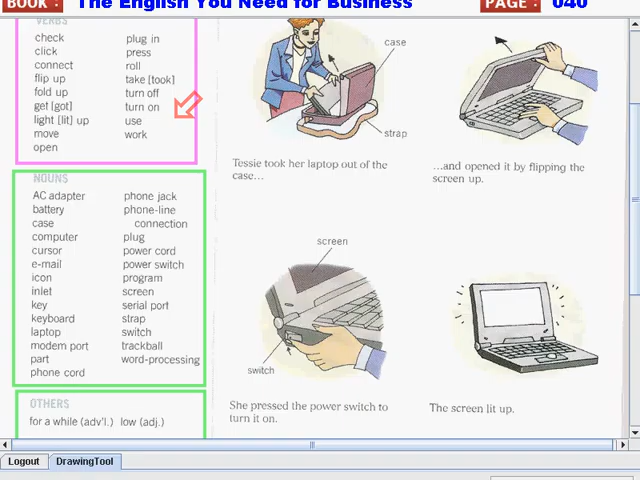 BOOK : The English You Need for Business PAGE : 040
VERBS
check
click
connect
flip up
fold up
get [got]
light [lit] up
move
open
plug in
press
roll
take [took]
turn off
turn on
use
work
NOUNS
AC adapter
battery
case
computer
cursor
e-mail
icon
inlet
key
keyboard
laptop
modem port
part
phone cord
phone jack
phone-line
connection
plug
power cord
power switch
program
screen
serial port
strap
switch
trackball
word-processing
OTHERS
for a while (adv'l.) low (adj.)
case
strap
Tessie took her laptop out of the
case...
...and opened it by flipping the
screen up.
screen
switch
She pressed the power switch to
turn it on.
The screen lit up.
Logout
DrawingTool